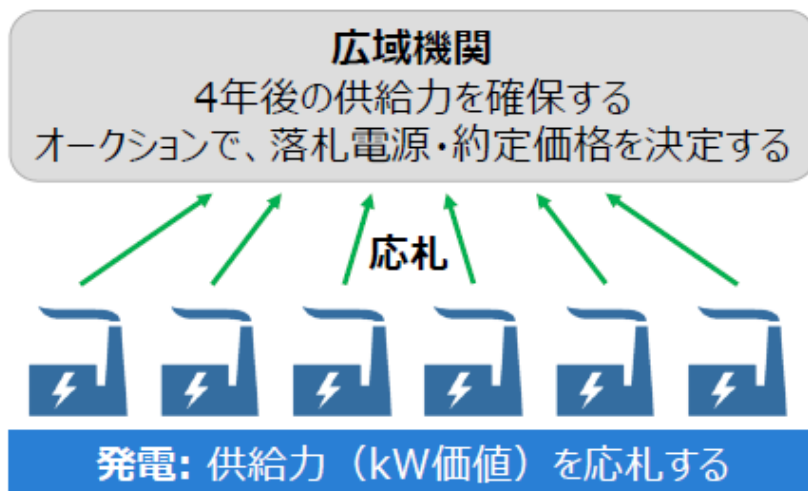 広域機関
4年後の供給力を確保する
オークションで、落札電源・約定価格を決定する
応札
発電: 供給力（kW価値）を応札する